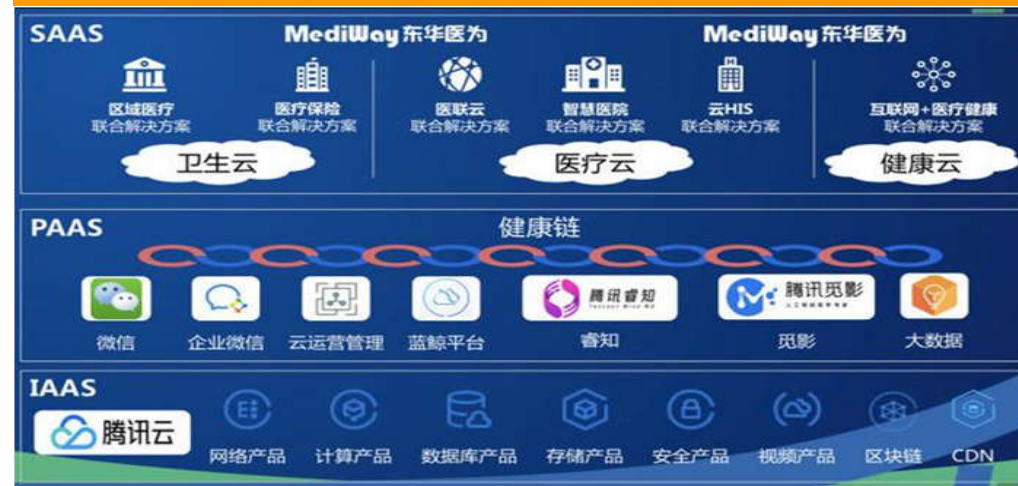 SAAS
MediWay东华医为
MediWay东华医为
区域医疗
联合解决方案
医疗保险
联合解决方案
医联云
联合解决方案
智慧医院
联合解决方案
云HIS
联合解决方案
互联网+医疗健康
联合解决方案
卫生云
医疗云
健康云
PAAS
健康链
腾讯睿知
腾讯觅影
微信
企业微信
云运营管理
蓝鲸平台
睿知
觅影
大数据
IAAS
腾讯云
网络产品
计算产品
数据库产品
存储产品
安全产品
视频产品
区块链
CDN